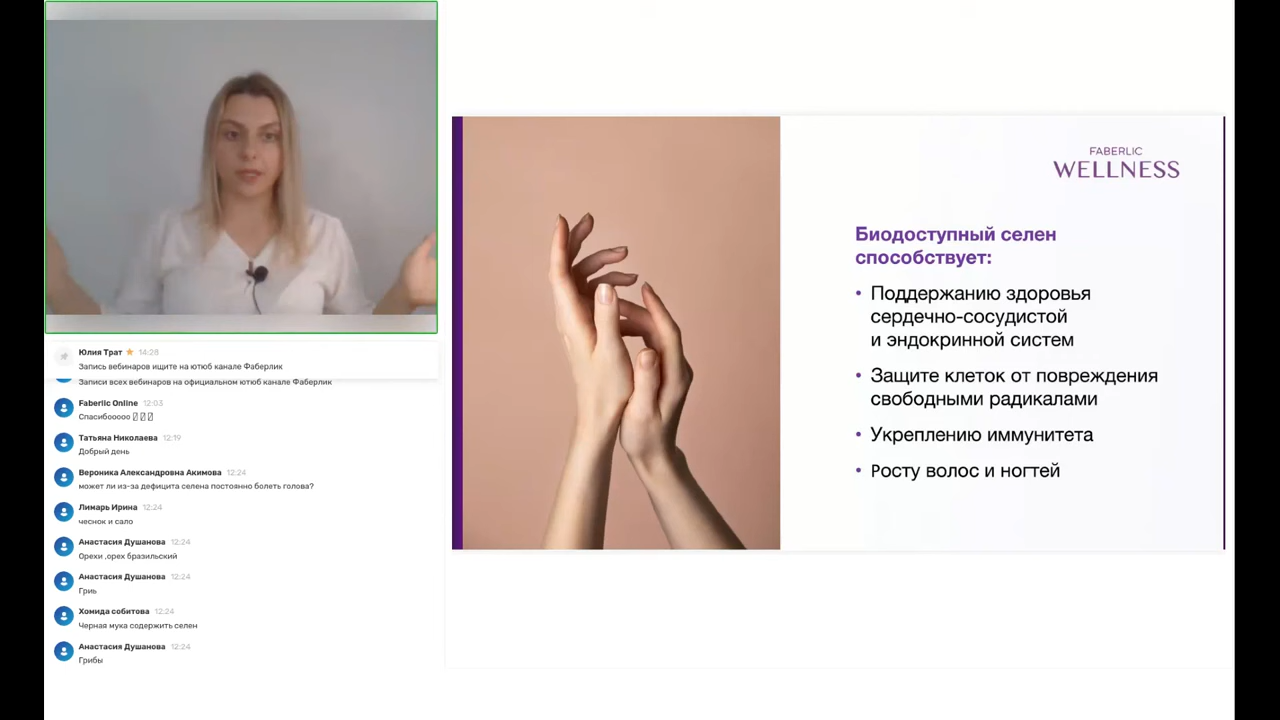 Юлия Трат 14:28
Запись вебинаров ищите на ютюб канале Фаберлик
Записи всех вебинаров на официальном ютюб канале Фаберлик
Faberlic Online 12:03
Спасибооооо
Татьяна Николаева 12:19
Добрый день
Вероника Александровна Акимова 12:24
может ли из-за дефицита селена постоянно болеть голова?
Лимарь Ирина 12:24
чеснок и сало
Анастасия Душанова 12:24
Орехи ,орех бразильский
Анастасия Душанова 12:24
Гриь
Хомида собитова 12:24
Черная мука содержить селен
Анастасия Душанова 12:24
Грибы
FABERLIC
WELLNESS
Биодоступный селен
способствует:
• Поддержанию здоровья
сердечно-сосудистой
и эндокринной систем
• Защите клеток от повреждения
свободными радикалами
• Укреплению иммунитета
• Росту волос и ногтей